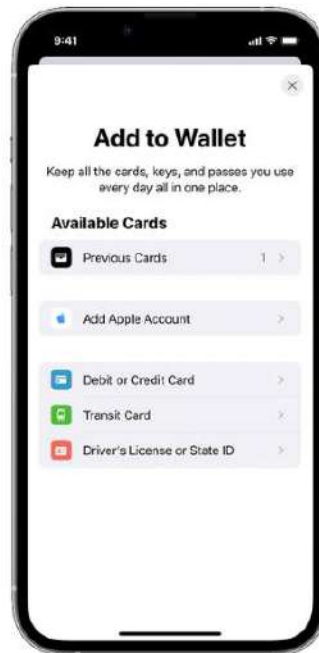 9:41
Add to Wallet
Keep all the cards, keys, and passes you use
every day all in one place.
Available Cards
Previous Cards 1
Add Apple Account
Debit or Credit Card
Transit Card
Driver's License or State ID